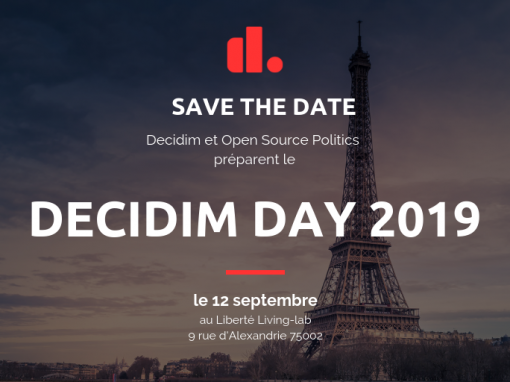 SAVE THE DATE
Decidim et Open Source Politics
préparent le
DECIDIM DAY 2019
le 12 septembre
au Liberté Living-lab
9 rue d'Alexandrie 75002